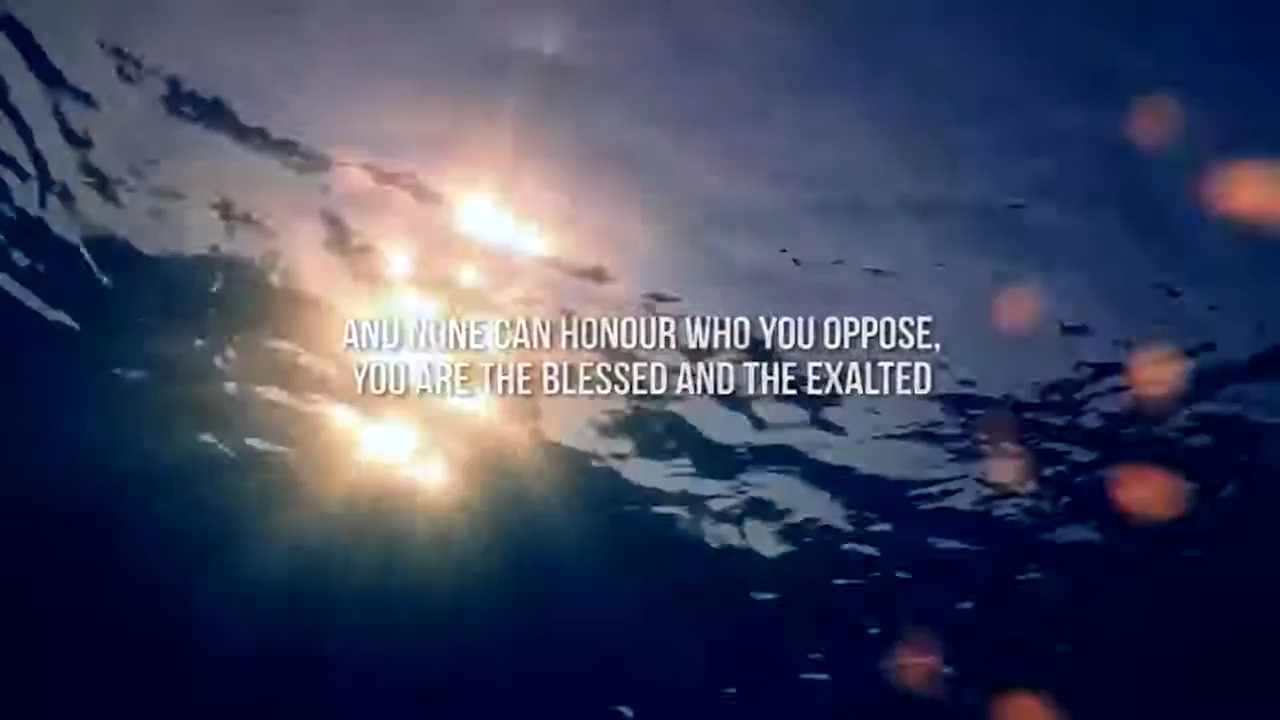 AND NONE CAN HONOUR WHO YOU OPPOSE,
YOU ARE THE BLESSED AND THE EXALTED